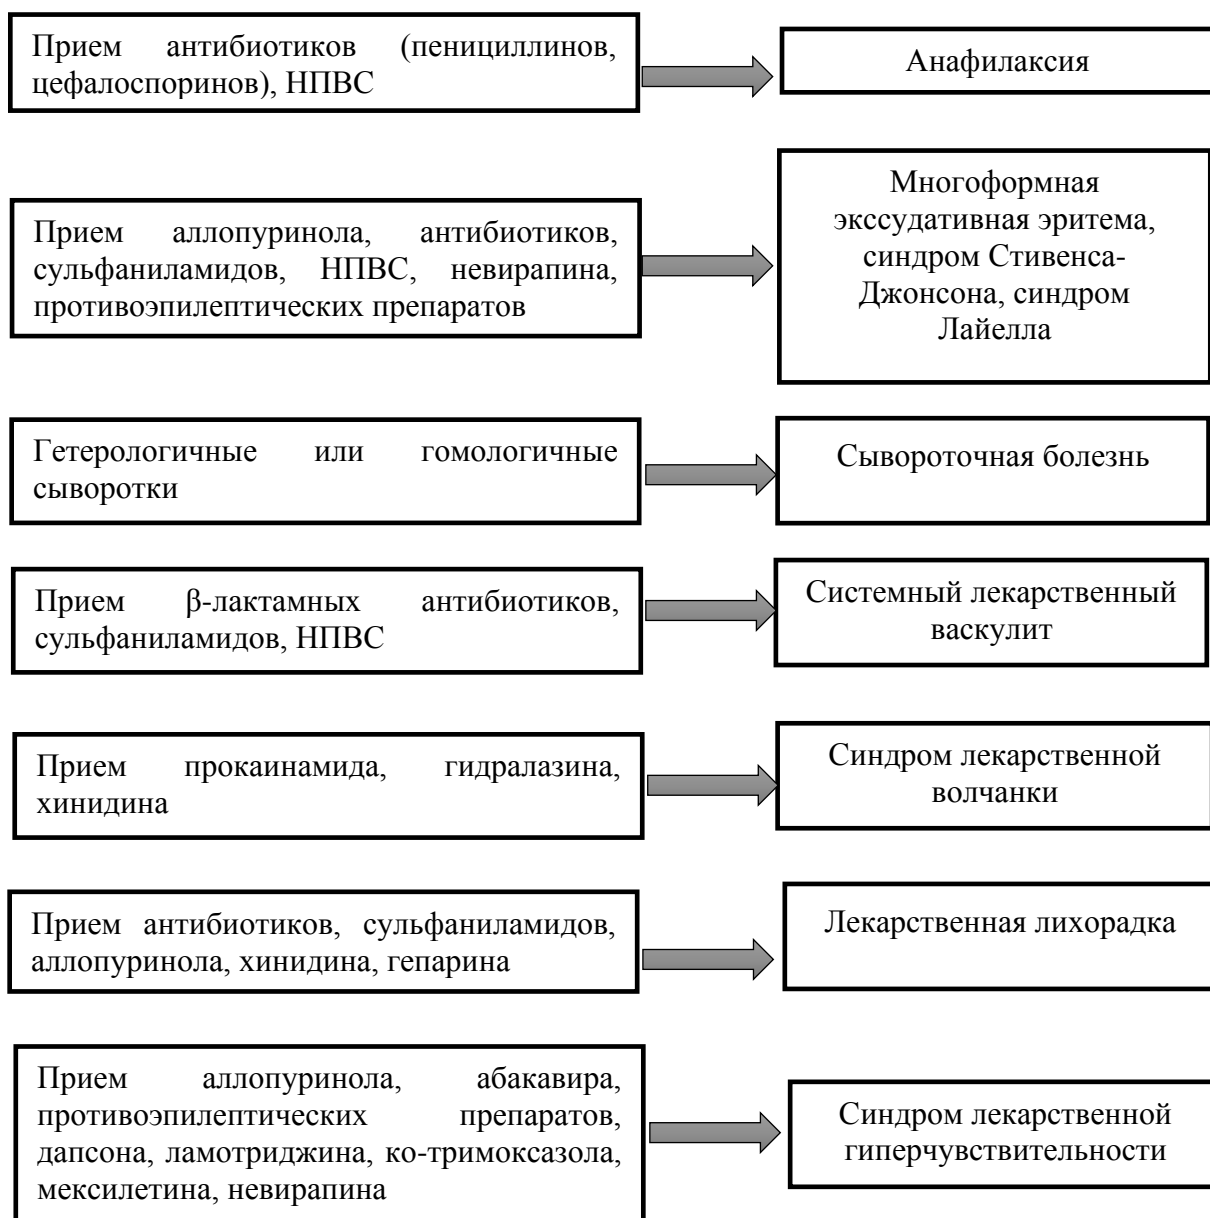 Прием антибиотиков (пенициллинов,
цефалоспоринов), НПВС
Анафилаксия
Прием аллопуринола, антибиотиков,
сульфаниламидов, НПВС, невирапина,
противоэпилептических препаратов
Многоформная
экссудативная эритема,
синдром Стивенса-
Джонсона, синдром
Лайелла
Гетерологичные или гомологичные
сыворотки
Сывороточная болезнь
Прием β-лактамных антибиотиков,
сульфаниламидов, НПВС
Системный лекарственный
васкулит
Прием прокаинамида, гидралазина,
хинидина
Синдром лекарственной
волчанки
Прием антибиотиков, сульфаниламидов,
аллопуринола, хинидина, гепарина
Лекарственная лихорадка
Прием аллопуринола, абакавира,
противоэпилептических препаратов,
дапсона, ламотриджина, ко-тримоксазола,
мексилетина, невирапина
Синдром лекарственной
гиперчувствительности